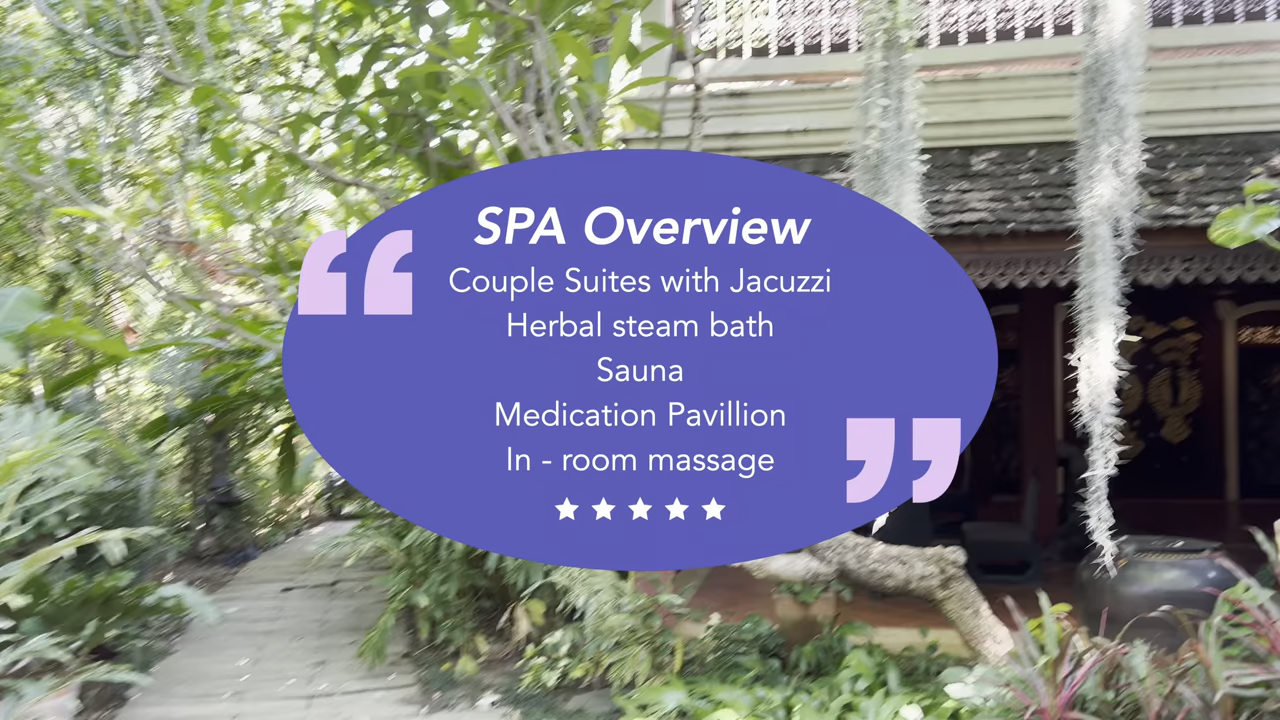 SPA Overview
Couple Suites with Jacuzzi
Herbal steam bath
Sauna
Medication Pavillion
In - room massage